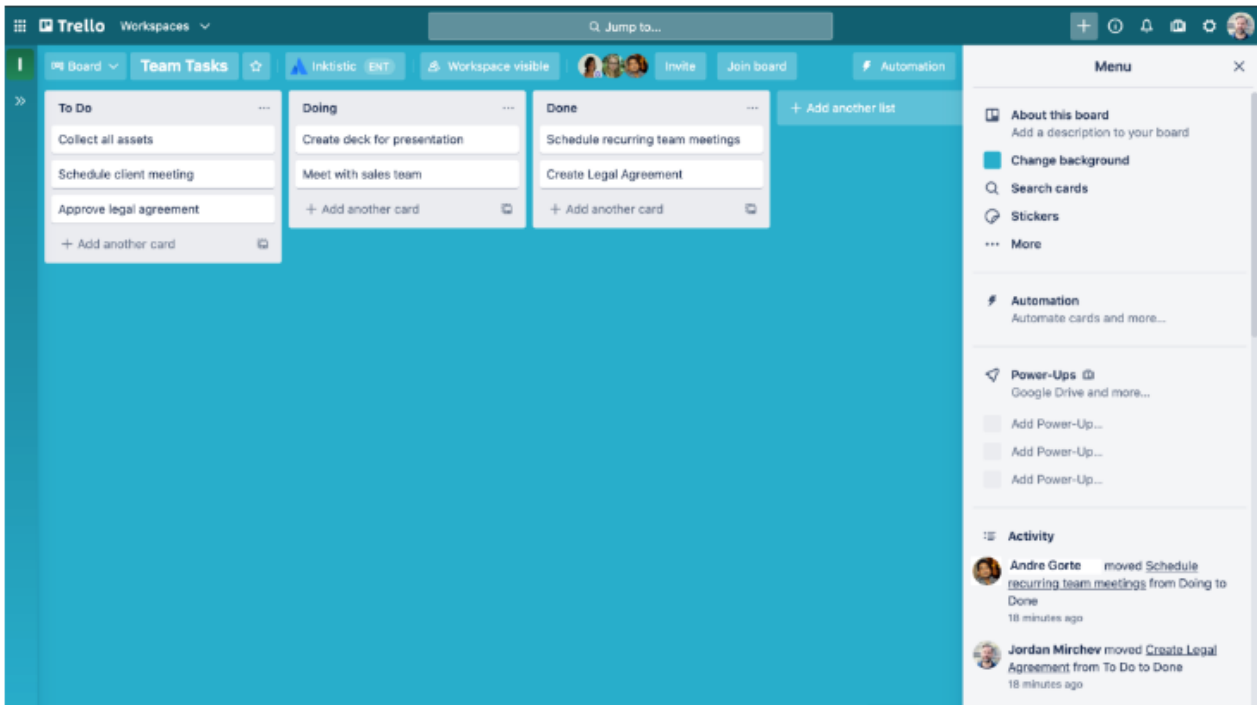 Trello Workspaces
Jump to...
I
Board Team Tasks Inktistic ENT Workspace visible Invite Join board Automation
To Do
Collect all assets
Schedule client meeting
Approve legal agreement
+ Add another card
Doing
Create deck for presentation
Meet with sales team
+ Add another card
Done
Schedule recurring team meetings
Create Legal Agreement
+ Add another card
+ Add another list
Menu
About this board
Add a description to your board
Change background
Search cards
Stickers
More
Automation
Automate cards and more...
Power-Ups
Google Drive and more...
Add Power-Up...
Add Power-Up...
Add Power-Up...
Activity
Andre Gorte moved Schedule
recurring team meetings from Doing to
Done
18 minutes ago
Jordan Mirchev moved Create Legal
Agreement from To Do to Done
18 minutes ago